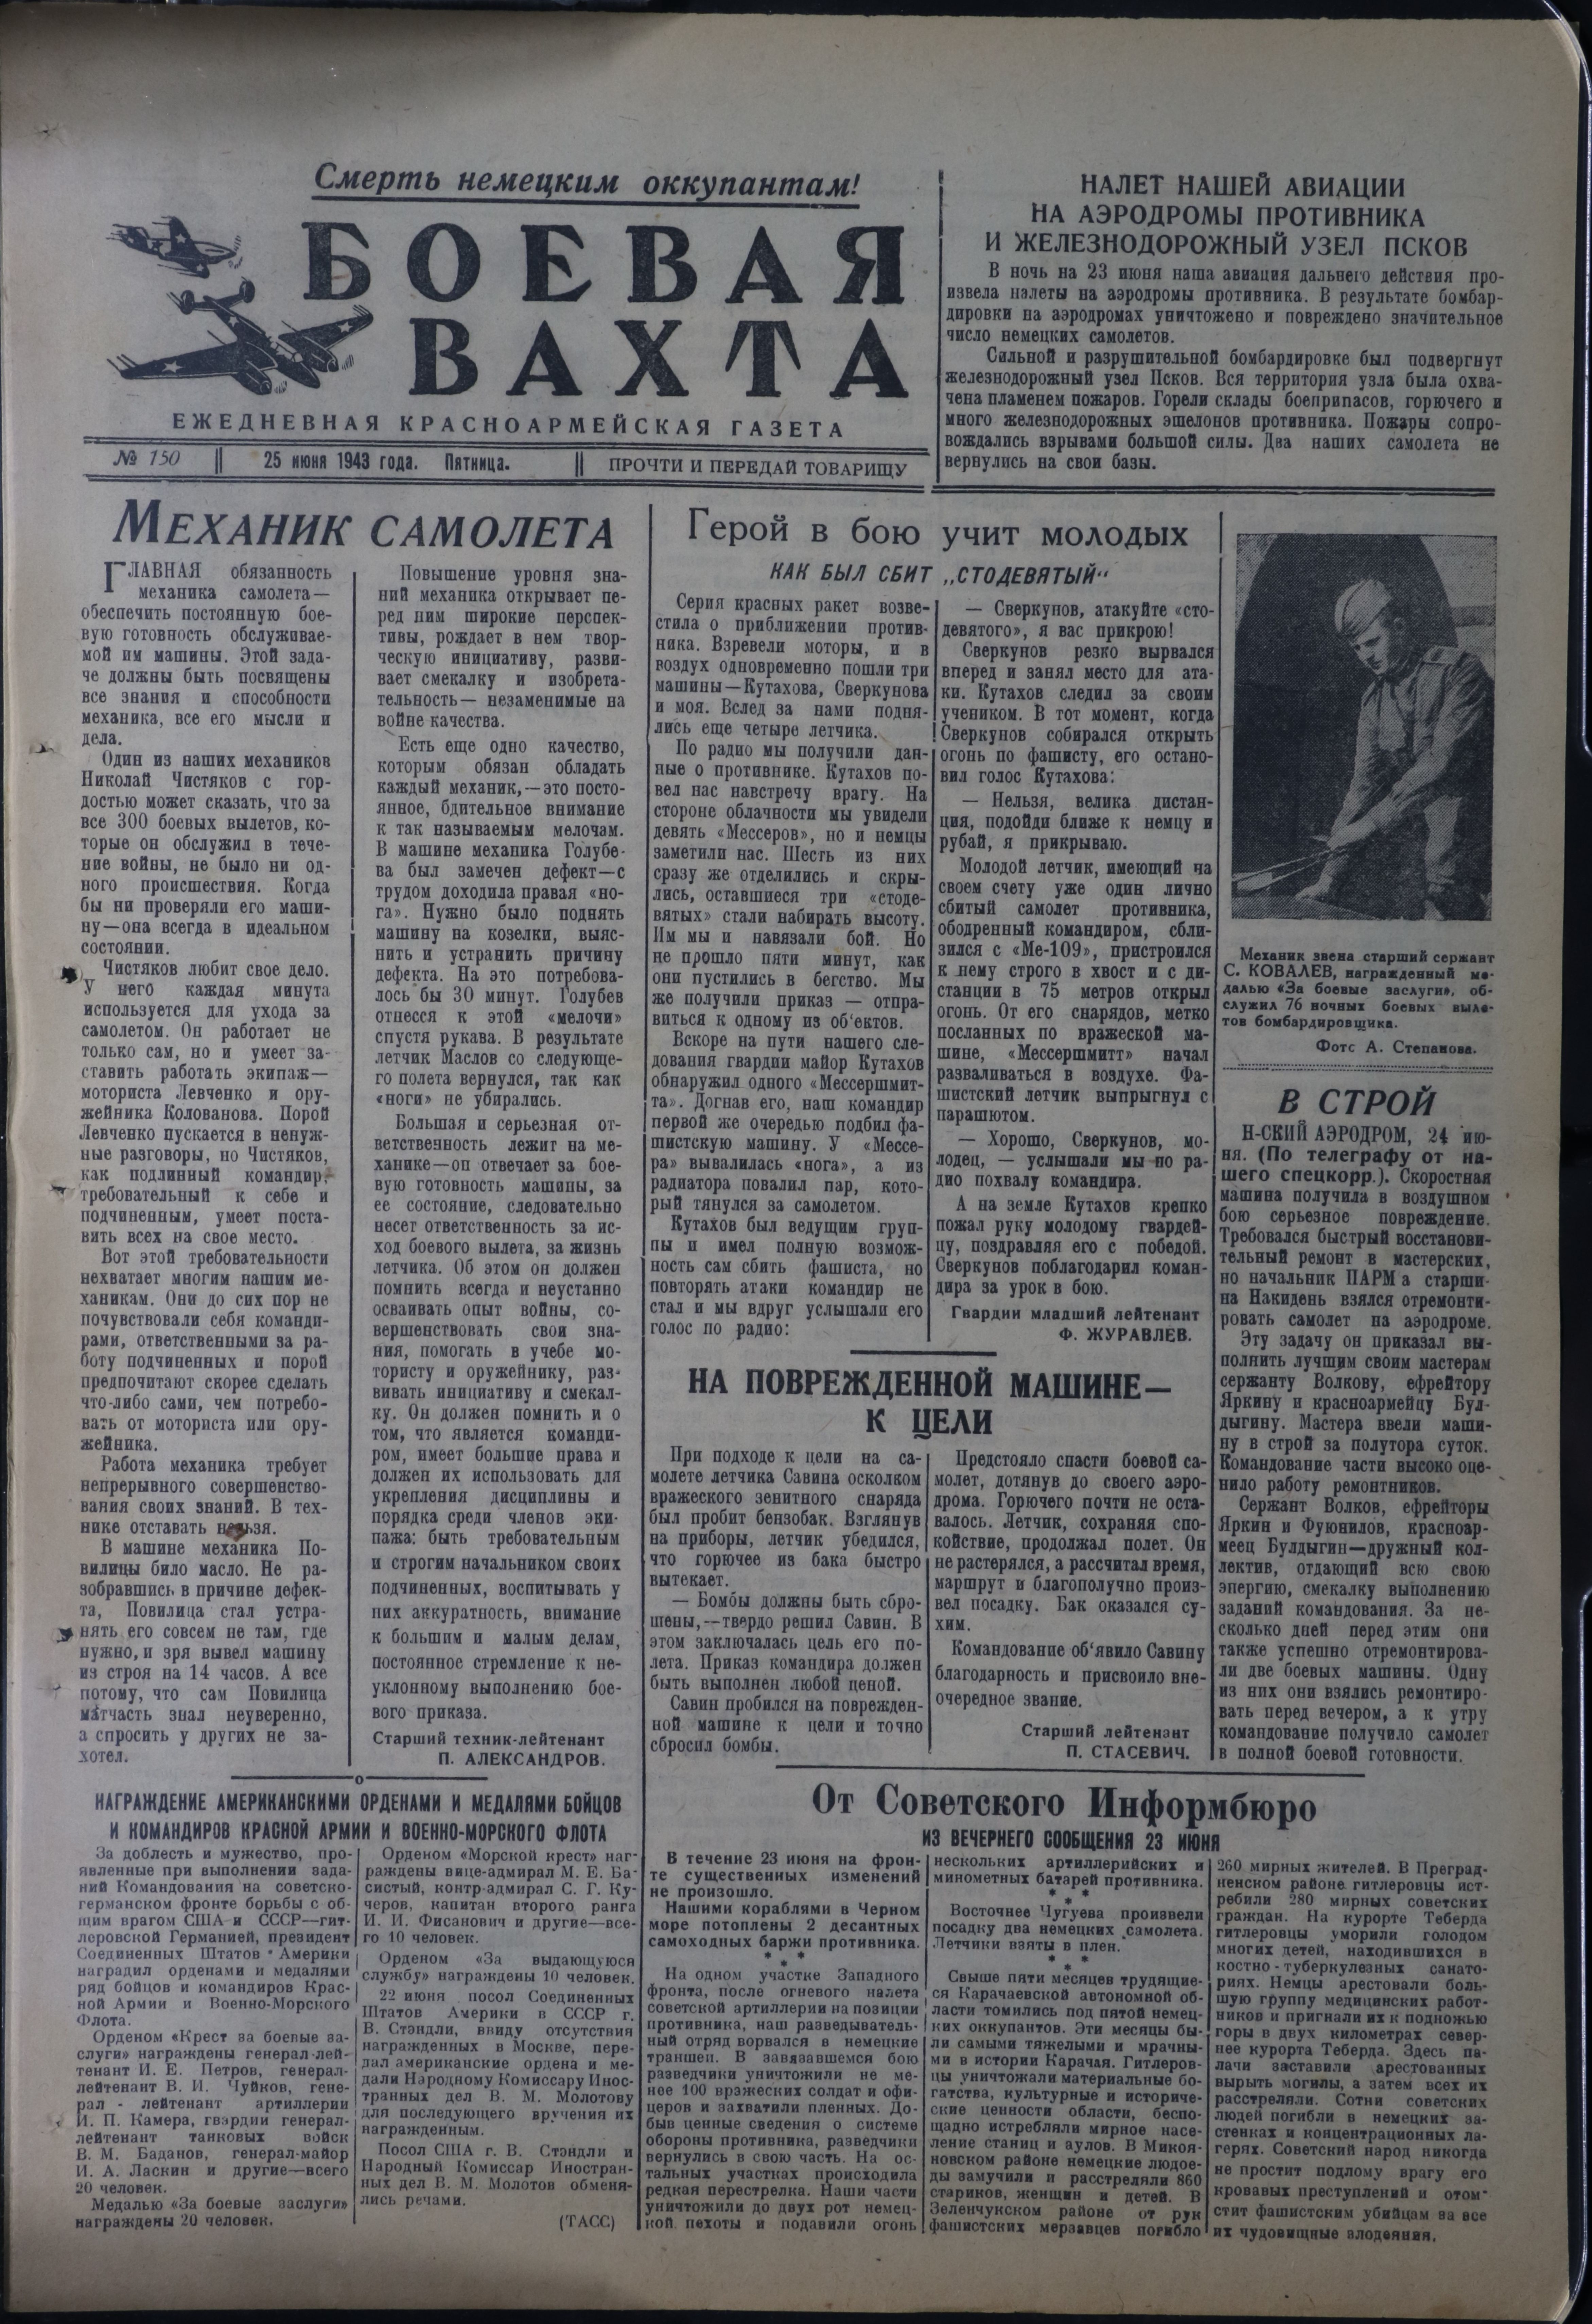 Смерть немецким оккупантам!
БОЕВАЯ
ВАХТА
ЕЖЕДНЕВНАЯ КРАСНОАРМЕЙСКАЯ ГАЗЕТА
№ 150
25 июня 1943 года. Пятница.
ПРОЧТИ И ПЕРЕДАЙ ТОВАРИЩУ
НАЛЕТ НАШЕЙ АВИАЦИИ
НА АЭРОДРОМЫ ПРОТИВНИКА
И ЖЕЛЕЗНОДОРОЖНЫЙ УЗЕЛ ПСКОВ
В ночь на 23 июня наша авиация дальнего действия про-
извела налеты на аэродромы противника. В результате бомбар-
дировки на аэродромах уничтожено и повреждено значительное
число немецких самолетов.
Сильной и разрушительной бомбардировке был подвергнут
железнодорожный узел Псков. Вся территория узла была охва-
чена пламенем пожаров. Горели склады боеприпасов, горючего и
много железнодорожных эшелонов противника. Пожары сопро-
вождались взрывами большой силы. Два наших самолета не
вернулись на свои базы.
МЕХАНИК САМОЛЕТА
ГЛАВНАЯ обязанность
механика самолета—
обеспечить постоянную бое-
вую готовность обслуживае-
мой им машины. Этой зада-
че должны быть посвящены
все знания и способности
механика, все его мысли и
дела.
Один из наших механиков
Николай Чистяков с гор-
достью может сказать, что за
все 300 боевых вылетов, ко-
торые он обслужил в тече-
ние войны, не было ни од-
ного происшествия. Когда
бы ни проверяли его маши-
ну—она всегда в идеальном
состоянии.
Чистяков любит свое дело.
У него каждая минута
используется для ухода за
самолетом. Он работает не
только сам, но и умеет за-
ставить работать экипаж—
моториста Левченко и ору-
жейника Колованова. Порой
Левченко пускается в ненуж-
ные разговоры, но Чистяков,
как подлинный командир,
требовательный к себе и
подчиненным, умеет поста-
вить всех на свое место.
Вот этой требовательности
нехватает многим нашим ме-
ханикам. Они до сих пор не
почувствовали себя команди-
рами, ответственными за ра-
боту подчиненных и порой
предпочитают скорее сделать
что-либо сами, чем потребо-
вать от моториста или ору-
жейника.
Работа механика требует
непрерывного совершенство-
вания своих знаний. В тех-
нике отставать нельзя.
В машине механика По-
вилицы било масло. Не ра-
зобравшись в причине дефек-
та, Повилица стал устра-
нять его совсем не там, где
нужно, и зря вывел машину
из строя на 14 часов. А все
потому, что сам Повилица
матчасть знал неуверенно,
а спросить у других не за-
хотел.
Повышение уровня зна-
ний механика открывает пе-
ред ним широкие перспек-
тивы, рождает в нем твор-
ческую инициативу, разви-
вает смекалку и изобрета-
тельность— незаменимые на
войне качества.
Есть еще одно качество,
которым обязан обладать
каждый механик,—это посто-
янное, бдительное внимание
к так называемым мелочам.
В машине механика Голубе-
ва был замечен дефект—с
трудом доходила правая «но-
га». Нужно было поднять
машину на козелки, выяс-
нить и устранить причину
дефекта. На это потребова-
лось бы 30 минут. Голубев
отнесся к этой «мелочи»
спустя рукава. В результате
летчик Маслов со следующе-
го полета вернулся, так как
«ноги» не убирались.
Большая и серьезная от-
ветственность лежит на ме-
ханике—он отвечает за бое-
вую готовность машины, за
ее состояние, следовательно
несет ответственность за ис-
ход боевого вылета, за жизнь
летчика. Об этом он должен
помнить всегда и неустанно
осваивать опыт войны, со-
вершенствовать свои зна-
ния, помогать в учебе мо-
тористу и оружейнику, раз-
вивать инициативу и смекал-
ку. Он должен помнить и о
том, что является команди-
ром, имеет большие права и
должен их использовать для
укрепления дисциплины и
порядка среди членов эки-
пажа: быть требовательным
и строгим начальником своих
подчиненных, воспитывать у
них аккуратность, внимание
к большим и малым делам,
постоянное стремление к не-
уклонному выполнению бое-
вого приказа.
Старший техник-лейтенант
П. АЛЕКСАНДРОВ.
Герой в бою учит молодых
КАК БЫЛ СБИТ „СТОДЕВЯТЫЙ“
Серия красных ракет возве-
стила о приближении против-
ника. Взревели моторы, и в
воздух одновременно пошли три
машины—Кутахова, Сверкунова
и моя. Вслед за нами подня-
лись еще четыре летчика.
По радио мы получили дан-
ные о противнике. Кутахов по-
вел нас навстречу врагу. На
стороне облачности мы увидели
девять «Мессеров», но и немцы
заметили нас. Шесть из них
сразу же отделились и скры-
лись, оставшиеся три «стоде-
вятых» стали набирать высоту.
Им мы и навязали бой. Но
не прошло пяти минут, как
они пустились в бегство. Мы
же получили приказ — отпра-
виться к одному из об'ектов.
Вскоре на пути нашего сле-
дования гвардии майор Кутахов
обнаружил одного «Мессершмит-
та». Догнав его, наш командир
первой же очередью подбил фа-
шистскую машину. У «Мессе-
ра» вывалилась «нога», а из
радиатора повалил пар, кото-
рый тянулся за самолетом.
Кутахов был ведущим груп-
пы и имел полную возмож-
ность сам сбить фашиста, но
повторять атаки командир не
стал и мы вдруг услышали его
голос по радио:
— Сверкунов, атакуйте «сто-
девятого», я вас прикрою!
Сверкунов резко вырвался
вперед и занял место для ата-
ки. Кутахов следил за своим
учеником. В тот момент, когда
Сверкунов собирался открыть
огонь по фашисту, его остано-
вил голос Кутахова:
— Нельзя, велика дистан-
ция, подойди ближе к немцу и
рубай, я прикрываю.
Молодой летчик, имеющий на
своем счету уже один лично
сбитый самолет противника,
ободренный командиром, сбли-
зился с «Ме-109», пристроился
к нему строго в хвост и с ди-
станции в 75 метров открыл
огонь. От его снарядов, метко
посланных по вражеской ма-
шине, «Мессершмитт» начал
разваливаться в воздухе. Фа-
шистский летчик выпрыгнул с
парашютом.
— Хорошо, Сверкунов, мо-
лодец, — услышали мы по ра-
дио похвалу командира.
А на земле Кутахов крепко
пожал руку молодому гвардей-
цу, поздравляя его с победой.
Сверкунов поблагодарил коман-
дира за урок в бою.
Гвардии младший лейтенант
Ф. ЖУРАВЛЕВ.
Механик звена старший сержант
С. КОВАЛЕВ, награжденный ме-
далью «За боевые заслуги», об-
служил 76 ночных боевых выле-
тов бомбардировщика.
Фото А. Степанова.
В СТРОЙ
Н-СКИЙ АЭРОДРОМ, 24 ию-
ня. (По телеграфу от на-
шего спецкорр.). Скоростная
машина получила в воздушном
бою серьезное повреждение.
Требовался быстрый восстанови-
тельный ремонт в мастерских,
но начальник ПАРМ а старши-
на Накидень взялся отремонти-
ровать самолет на аэродроме.
Эту задачу он приказал вы-
полнить лучшим своим мастерам
сержанту Волкову, ефрейтору
Яркину и красноармейцу Бул-
дыгину. Мастера ввели маши-
ну в строй за полутора суток.
Командование части высоко оце-
нило работу ремонтников.
Сержант Волков, ефрейторы
Яркин и Фуюнилов, красноар-
меец Булдыгин—дружный кол-
лектив, отдающий всю свою
энергию, смекалку выполнению
заданий командования. За не-
сколько дней перед этим они
также успешно отремонтирова-
ли две боевых машины. Одну
из них они взялись ремонтиро-
вать перед вечером, а к утру
командование получило самолет
в полной боевой готовности.
НА ПОВРЕЖДЕННОЙ МАШИНЕ—
К ЦЕЛИ
При подходе к цели на са-
молете летчика Савина осколком
вражеского зенитного снаряда
был пробит бензобак. Взглянув
на приборы, летчик убедился,
что горючее из бака быстро
вытекает.
— Бомбы должны быть сбро-
шены,—твердо решил Савин. В
этом заключалась цель его по-
лета. Приказ командира должен
быть выполнен любой ценой.
Савин пробился на поврежден-
ной машине к цели и точно
сбросил бомбы.
Предстояло спасти боевой са-
молет, дотянув до своего аэро-
дрома. Горючего почти не оста-
валось. Летчик, сохраняя спо-
койствие, продолжал полет. Он
не растерялся, а рассчитал время,
маршрут и благополучно произ-
вел посадку. Бак оказался су-
хим.
Командование об'явило Савину
благодарность и присвоило вне-
очередное звание.
Старший лейтенант
П. СТАСЕВИЧ.
НАГРАЖДЕНИЕ АМЕРИКАНСКИМИ ОРДЕНАМИ И МЕДАЛЯМИ БОЙЦОВ
И КОМАНДИРОВ КРАСНОЙ АРМИИ И ВОЕННО-МОРСКОГО ФЛОТА
За доблесть и мужество, про-
явленные при выполнении зада-
ний Командования на советско-
германском фронте борьбы с об-
щим врагом США и СССР—гит-
леровской Германией, президент
Соединенных Штатов Америки
наградил орденами и медалями
ряд бойцов и командиров Крас-
ной Армии и Военно-Морского
Флота.
Орденом «Крест за боевые за-
слуги» награждены генерал-лей-
тенант И. Е. Петров, генерал-
лейтенант В. И. Чуйков, гене-
рал - лейтенант артиллерии
И. П. Камера, гвардии генерал-
лейтенант танковых войск
В. М. Баданов, генерал-майор
И. А. Ласкин и другие—всего
20 человек.
Медалью «За боевые заслуги»
награждены 20 человек.
Орденом «Морской крест» наг-
раждены вице-адмирал М. Е. Ба-
систый, контр-адмирал С. Г. Ку-
черов, капитан второго ранга
И. И. Фисанович и другие—все-
го 10 человек.
Орденом «За выдающуюся
службу» награждены 10 человек.
22 июня посол Соединенных
Штатов Америки в СССР г.
В. Стэндли, ввиду отсутствия
награжденных в Москве, пере-
дал американские ордена и ме-
дали Народному Комиссару Инос-
транных дел В. М. Молотову
для последующего вручения их
награжденным.
Посол США г. В. Стэндли и
Народный Комиссар Иностран-
ных дел В. М. Молотов обменя-
лись речами.
(ТАСС)
От Советского Информбюро
ИЗ ВЕЧЕРНЕГО СООБЩЕНИЯ 23 ИЮНЯ
В течение 23 июня на фрон-
те существенных изменений
не произошло.
Нашими кораблями в Черном
море потоплены 2 десантных
самоходных баржи противника.
* *
На одном участке Западного
фронта, после огневого налета
советской артиллерии на позиции
противника, наш разведыватель-
ный отряд ворвался в немецкие
траншеи. В завязавшемся бою
разведчики уничтожили не ме-
нее 100 вражеских солдат и офи-
церов и захватили пленных. До-
быв ценные сведения о системе
обороны противника, разведчики
вернулись в свою часть. На ос-
тальных участках происходила
редкая перестрелка. Наши части
уничтожили до двух рот немец-
кой пехоты и подавили огонь
нескольких артиллерийских и
минометных батарей противника.
* * *
Восточнее Чугуева произвели
посадку два немецких самолета.
Летчики взяты в плен.
* * *
Свыше пяти месяцев трудящие-
ся Карачаевской автономной об-
ласти томились под пятой немец-
ких оккупантов. Эти месяцы бы-
ли самыми тяжелыми и мрачны-
ми в истории Карачая. Гитлеров-
цы уничтожали материальные бо-
гатства, культурные и историче-
ские ценности области, беспо-
щадно истребляли мирное насе-
ление станиц и аулов. В Микоя-
новском районе немецкие людое-
ды замучили и расстреляли 860
стариков, женщин и детей. В
Зеленчукском районе от рук
фашистских мерзавцев погибло
260 мирных жителей. В Преград-
ненском районе гитлеровцы ист-
ребили 280 мирных советских
граждан. На курорте Теберда
гитлеровцы уморили голодом
многих детей, находившихся в
костно-туберкулезных санато-
риях. Немцы арестовали боль-
шую группу медицинских работ-
ников и пригнали их к подножью
горы в двух километрах север-
нее курорта Теберда. Здесь па-
лачи заставили арестованных
вырыть могилы, а затем всех их
расстреляли. Сотни советских
людей погибли в немецких за-
стенках и концентрационных ла-
герях. Советский народ никогда
не простит подлому врагу его
кровавых преступлений и отом-
стит фашистским убийцам за все
их чудовищные злодеяния.